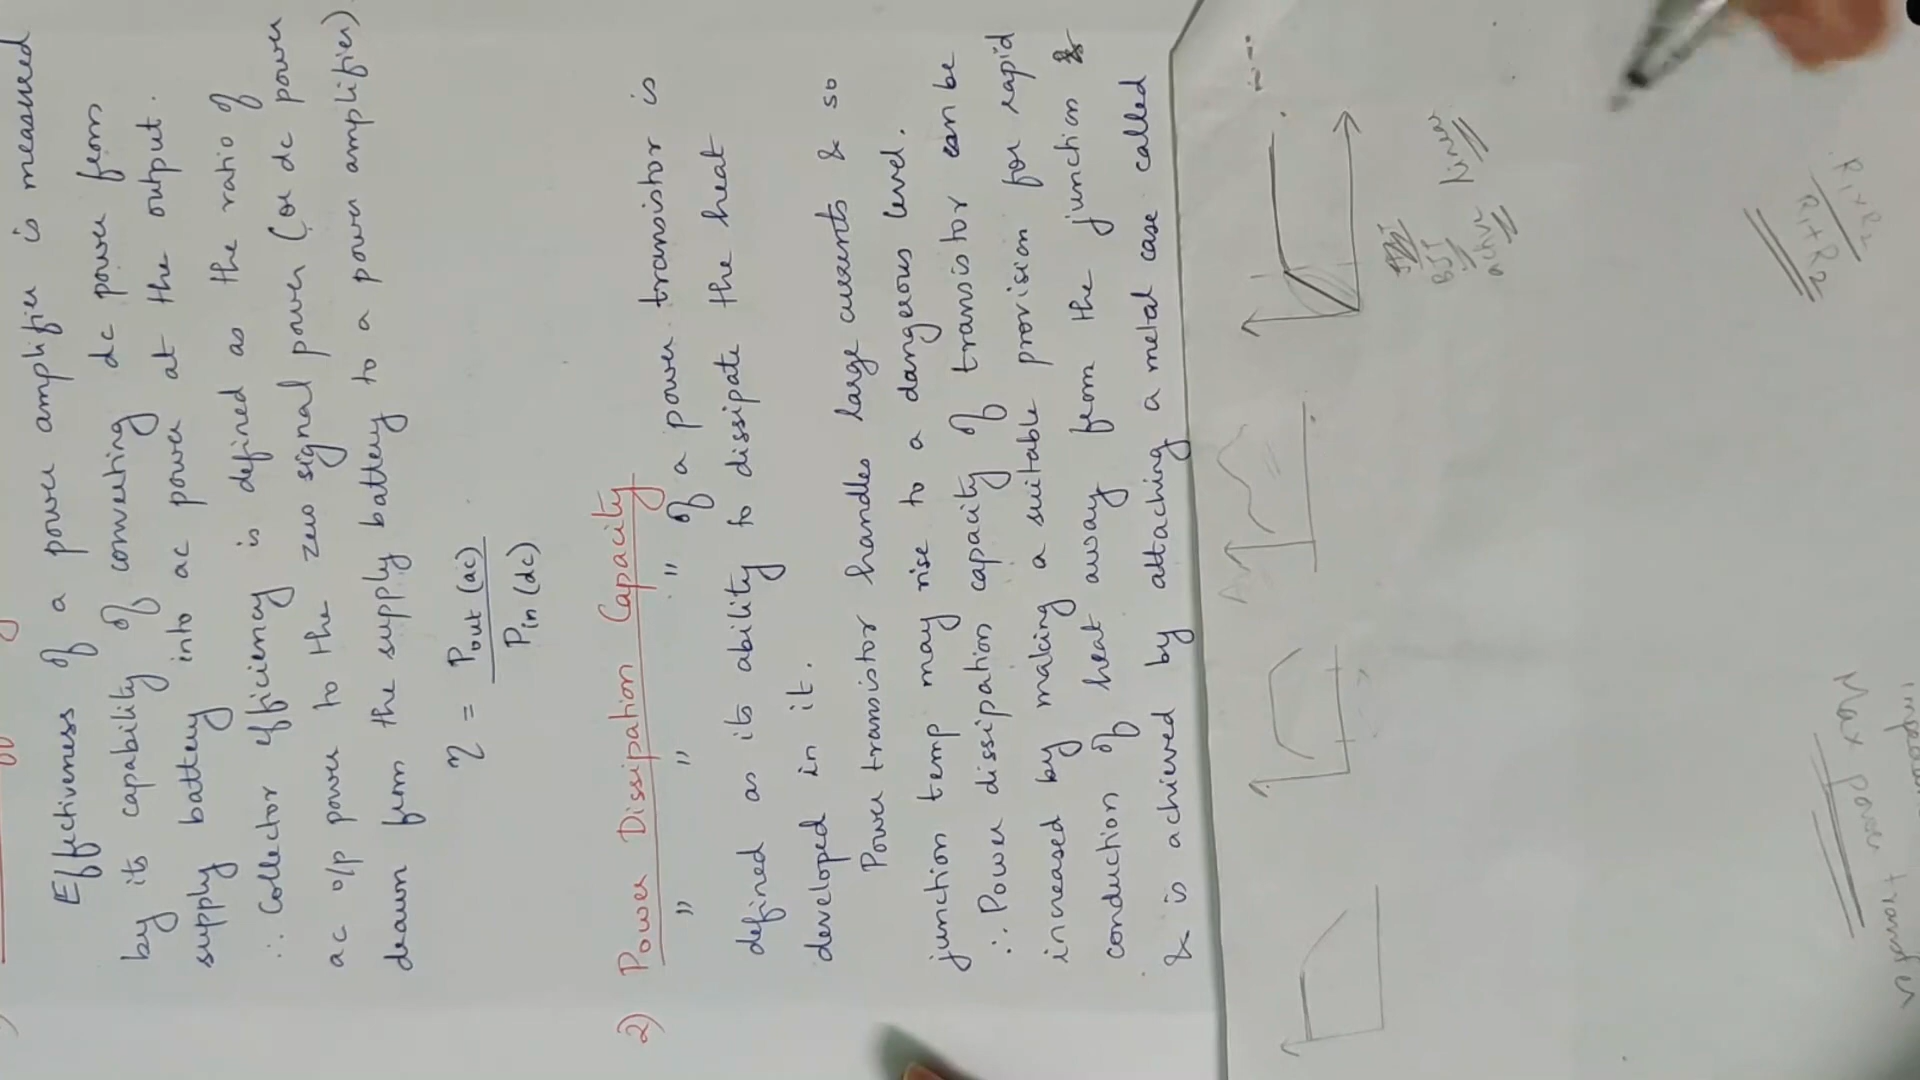 Effectiveness of a power amplifier is measured
by its capability of converting dc power from
supply battery into ac power at the output.
∴ Collector efficiency is defined as the ratio of
ac o/p power to the zero signal power (or dc power
drawn from the supply battery to a power amplifier)
η = Pout (ac) / Pin (dc)
2) Power Dissipation Capacity
" " " of a power transistor is
defined as its ability to dissipate the heat
developed in it.
Power transistor handles large currents & so
junction temp may rise to a dangerous level.
∴ Power dissipation capacity of transistor can be
increased by making a suitable provision for rapid
conduction of heat away from the junction &
& is achieved by attaching a metal case called
BJT
active linear
R1 x R2
R1 + R2
Max Power transf